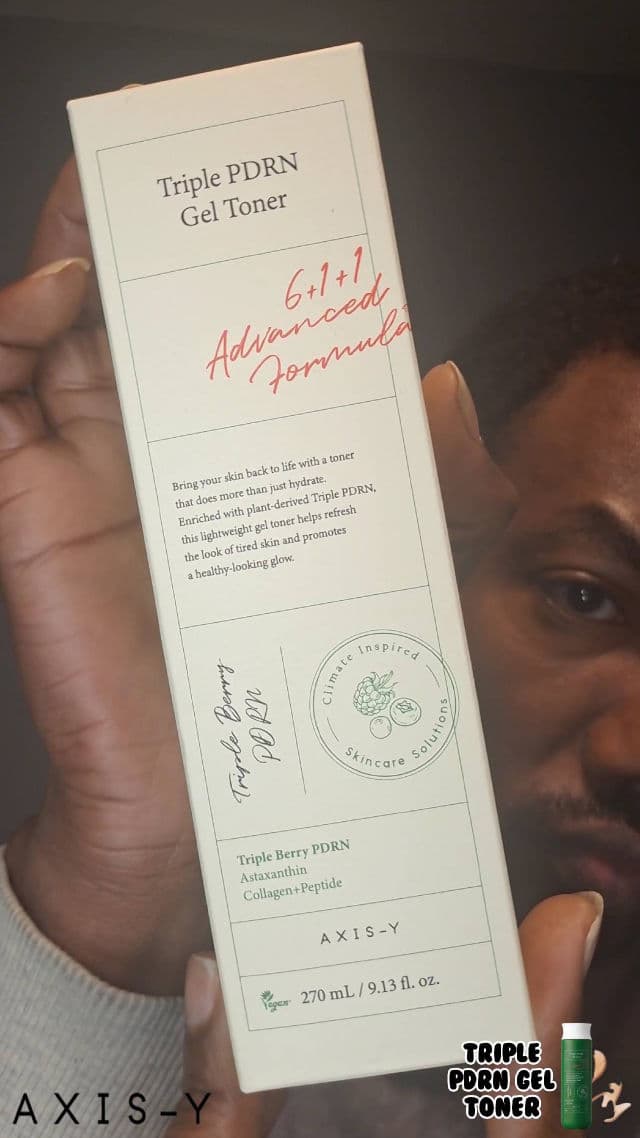 Triple PDRN
Gel Toner
6+1+1
Advanced
Formula
Bring your skin back to life with a toner
that does more than just hydrate.
Enriched with plant-derived Triple PDRN,
this lightweight gel toner helps refresh
the look of tired skin and promotes
a healthy-looking glow.
Triple Berry
PDRN
Climate Inspired
Skincare Solutions
Triple Berry PDRN
Astaxanthin
Collagen+Peptide
AXIS-Y
Vegan 270 mL / 9.13 fl. oz.
AXIS-Y
TRIPLE
PDRN GEL
TONER